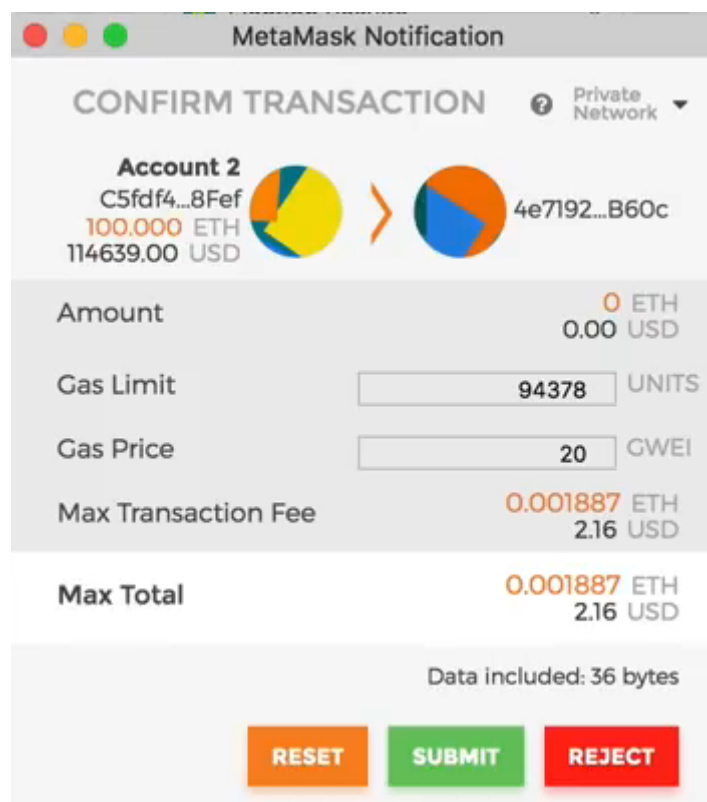 MetaMask Notification
CONFIRM TRANSACTION
? Private
Network
Account 2
C5fdf4...8Fef
100.000 ETH
114639.00 USD
4e7192...B60c
Amount
0 ETH
0.00 USD
Gas Limit
94378 UNITS
Gas Price
20 GWEI
Max Transaction Fee
0.001887 ETH
2.16 USD
Max Total
0.001887 ETH
2.16 USD
Data included: 36 bytes
RESET SUBMIT REJECT